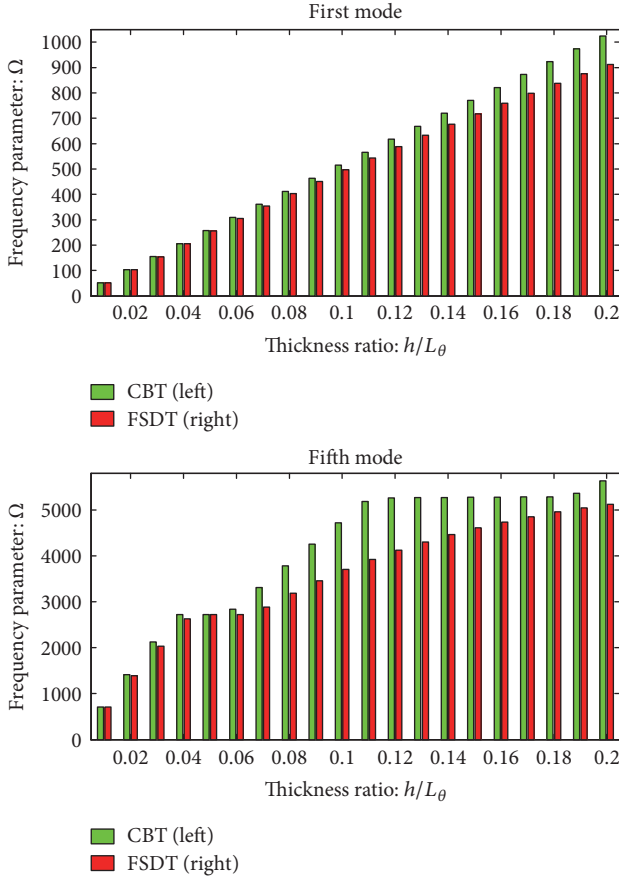 First mode
Frequency parameter: Ω
1000
900
800
700
600
500
400
300
200
100
0
0.02 0.04 0.06 0.08 0.1 0.12 0.14 0.16 0.18 0.2
Thickness ratio: h/L_θ
CBT (left)
FSDT (right)
Fifth mode
Frequency parameter: Ω
5000
4000
3000
2000
1000
0
0.02 0.04 0.06 0.08 0.1 0.12 0.14 0.16 0.18 0.2
Thickness ratio: h/L_θ
CBT (left)
FSDT (right)